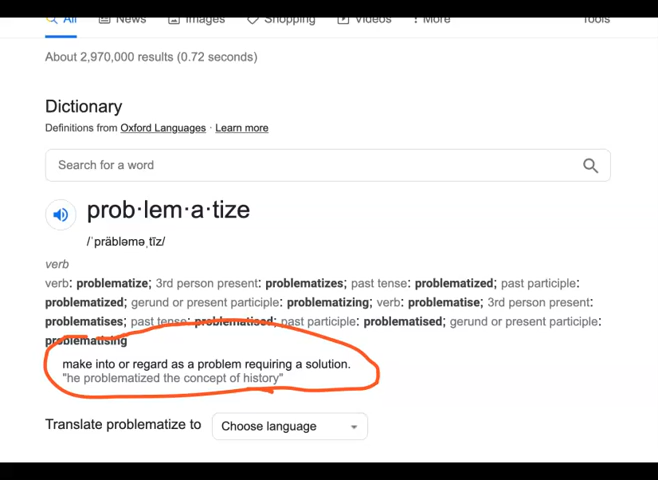 All News Images Shopping Videos More Tools
About 2,970,000 results (0.72 seconds)
Dictionary
Definitions from Oxford Languages · Learn more
Search for a word
prob·lem·a·tize
/ˈpräbləməˌtīz/
verb
verb: problematize; 3rd person present: problematizes; past tense: problematized; past participle:
problematized; gerund or present participle: problematizing; verb: problematise; 3rd person present:
problematises; past tense: problematised; past participle: problematised; gerund or present participle:
problematising
make into or regard as a problem requiring a solution.
"he problematized the concept of history"
Translate problematize to Choose language